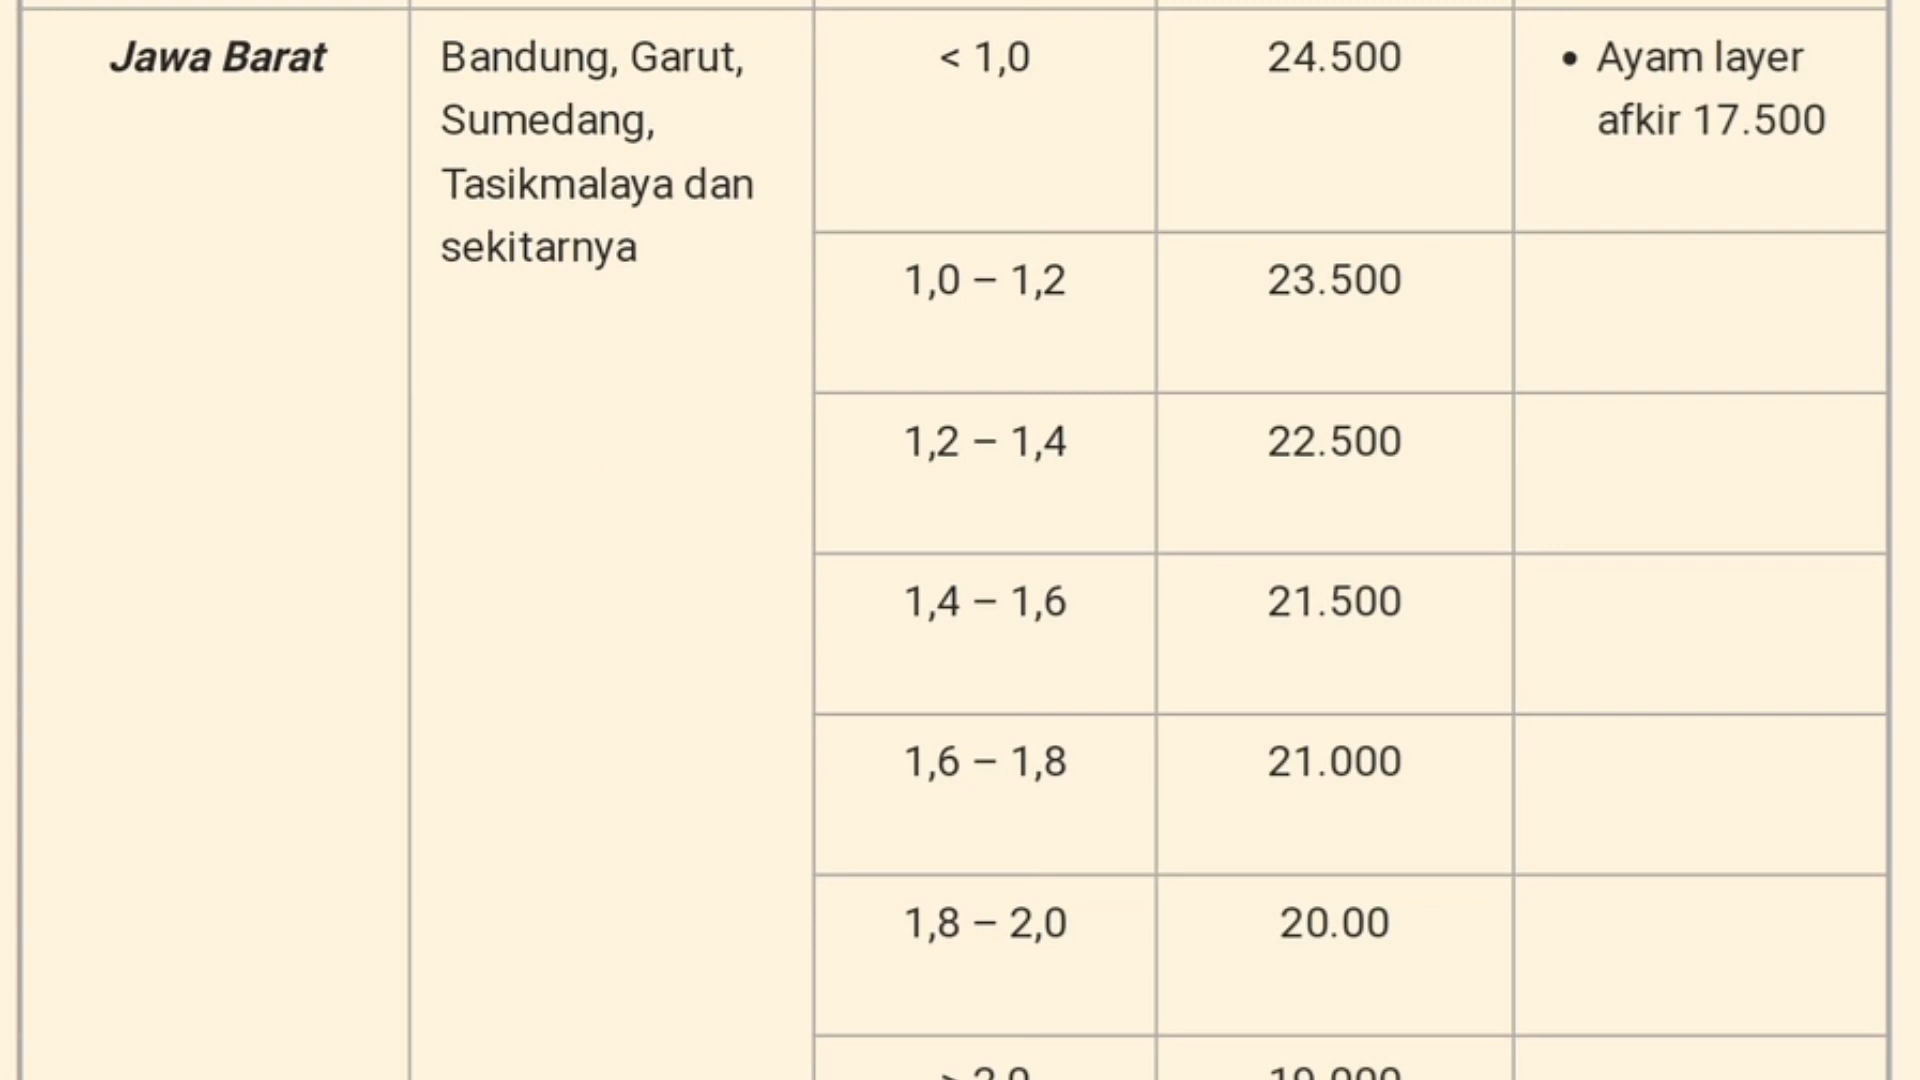 Jawa Barat
Bandung, Garut,
Sumedang,
Tasikmalaya dan
sekitarnya
< 1,0
24.500
• Ayam layer
afkir 17.500
1,0 – 1,2
23.500
1,2 – 1,4
22.500
1,4 – 1,6
21.500
1,6 – 1,8
21.000
1,8 – 2,0
20.00